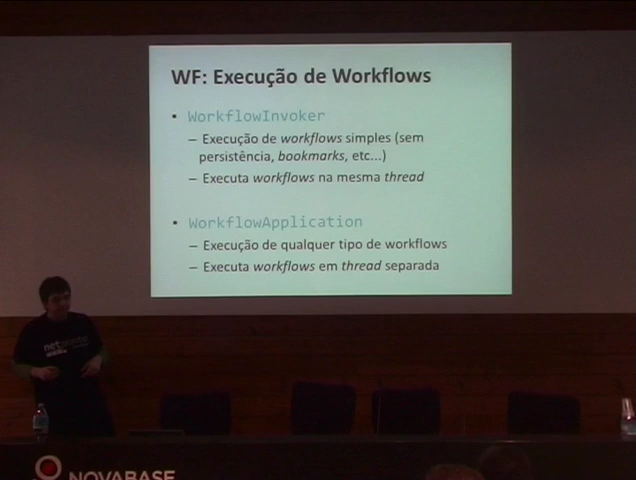 WF: Execução de Workflows
▪ WorkflowInvoker
– Execução de workflows simples (sem
persistência, bookmarks, etc...)
– Executa workflows na mesma thread
▪ WorkflowApplication
– Execução de qualquer tipo de workflows
– Executa workflows em thread separada
netponto
NOVABASE